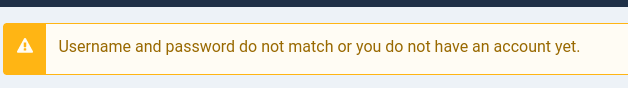 Username and password do not match or you do not have an account yet.